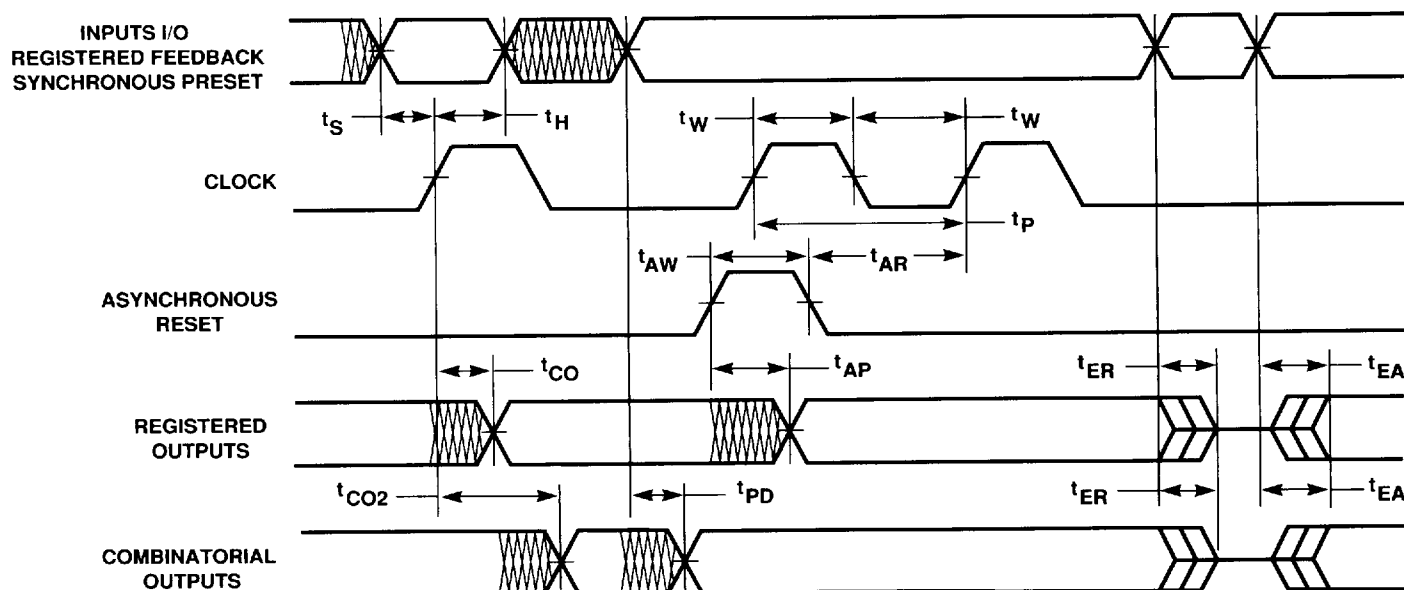 INPUTS I/O
REGISTERED FEEDBACK
SYNCHRONOUS PRESET
tS
tH
tW
tW
CLOCK
tP
tAW
tAR
ASYNCHRONOUS
RESET
tCO
tAP
tER
tEA
REGISTERED
OUTPUTS
tCO2
tPD
tER
tEA
COMBINATORIAL
OUTPUTS